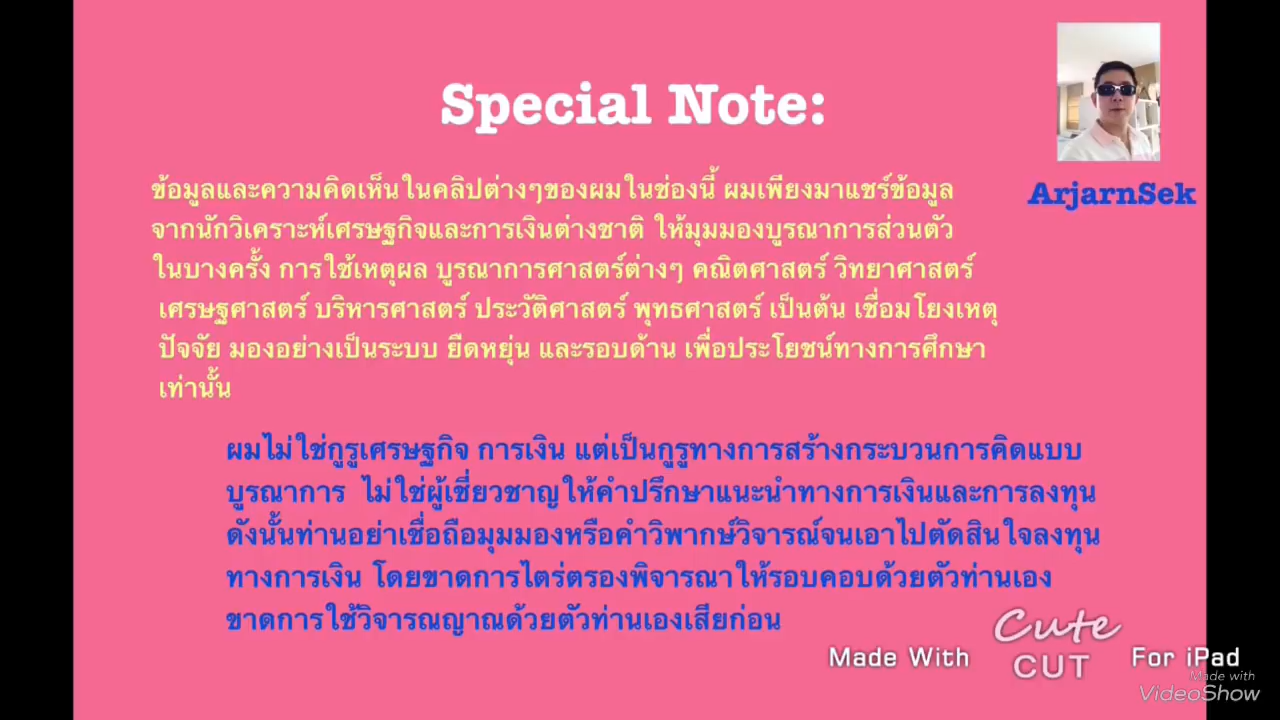 Special Note:
ArjarnSek
ข้อมูลและความคิดเห็นในคลิปต่างๆของผมในช่องนี้ ผมเพียงมาแชร์ข้อมูล
จากนักวิเคราะห์เศรษฐกิจและการเงินต่างชาติ ให้มุมมองบูรณาการส่วนตัว
ในบางครั้ง การใช้เหตุผล บูรณาการศาสตร์ต่างๆ คณิตศาสตร์ วิทยาศาสตร์
เศรษฐศาสตร์ บริหารศาสตร์ ประวัติศาสตร์ พุทธศาสตร์ เป็นต้น เชื่อมโยงเหตุ
ปัจจัย มองอย่างเป็นระบบ ยืดหยุ่น และรอบด้าน เพื่อประโยชน์ทางการศึกษา
เท่านั้น
ผมไม่ใช่กูรูเศรษฐกิจ การเงิน แต่เป็นกูรูทางการสร้างกระบวนการคิดแบบ
บูรณาการ ไม่ใช่ผู้เชี่ยวชาญให้คำปรึกษาแนะนำทางการเงินและการลงทุน
ดังนั้นท่านอย่าเชื่อถือมุมมองหรือคำวิพากษ์วิจารณ์จนเอาไปตัดสินใจลงทุน
ทางการเงิน โดยขาดการไตร่ตรองพิจารณาให้รอบคอบด้วยตัวท่านเอง
ขาดการใช้วิจารณญาณด้วยตัวท่านเองเสียก่อน
Made With Cute CUT For iPad
Made with
VideoShow